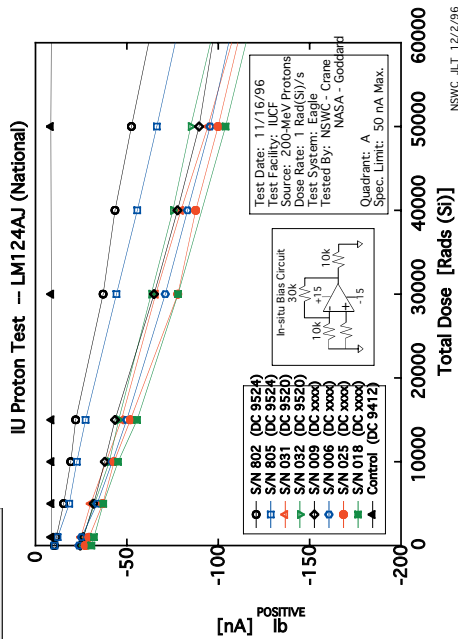 IU Proton Test -- LM124AJ (National)
0
-50
-100
-150
-200
[nA] Ib POSITIVE
0
10000
20000
30000
40000
50000
60000
Total Dose [Rads (Si)]
S/N 802 (DC 9524)
S/N 805 (DC 9524)
S/N 031 (DC 9520)
S/N 032 (DC 9520)
S/N 009 (DC xxxx)
S/N 006 (DC xxxx)
S/N 025 (DC xxxx)
S/N 018 (DC xxxx)
Control (DC 9412)
In-situ Bias Circuit
30k
10k
+15
-15
10k
-
+
Test Date: 11/16/96
Test Facility: IUCF
Source: 200-MeV Protons
Dose Rate: 1 Rad(Si)/s
Test System: Eagle
Tested By: NSWC - Crane
NASA - Goddard
Quadrant: A
Spec. Limit: 50 nA Max.
NSWC JLT 12/2/96